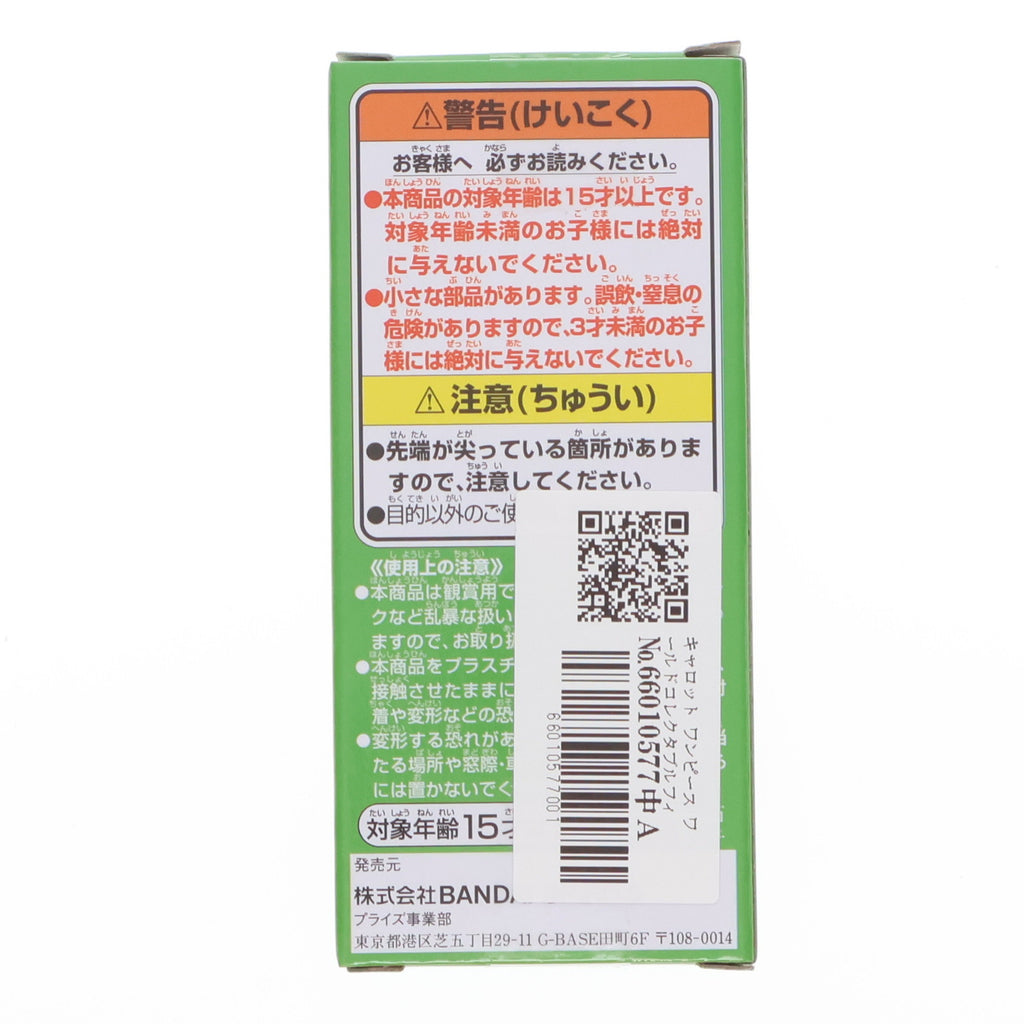 ⚠警告(けいこく)
お客様へ 必ずお読みください。
●本商品の対象年齢は15才以上です。
対象年齢未満のお子様には絶対
に与えないでください。
●小さな部品があります。誤飲・窒息の
危険がありますので、3才未満のお子
様には絶対に与えないでください。
⚠注意(ちゅうい)
●先端が尖っている箇所がありま
すので、注意してください。
●目的以外のご使
《使用上の注意》
●本商品は観賞用で
クなど乱暴な扱い
ますので、お取り扱
●本商品をプラスチ
接触させたままに
着や変形などの恐
●変形する恐れがあ
たる場所や窓際・車
には置かないでく
対象年齢15才
発売元
株式会社BANDA
プライズ事業部
東京都港区芝五丁目29-11 G-BASE田町6F 〒108-0014
キャロット ワンピース ワ
ールドコレクタブルフィ
No.66010577中A
66010577001